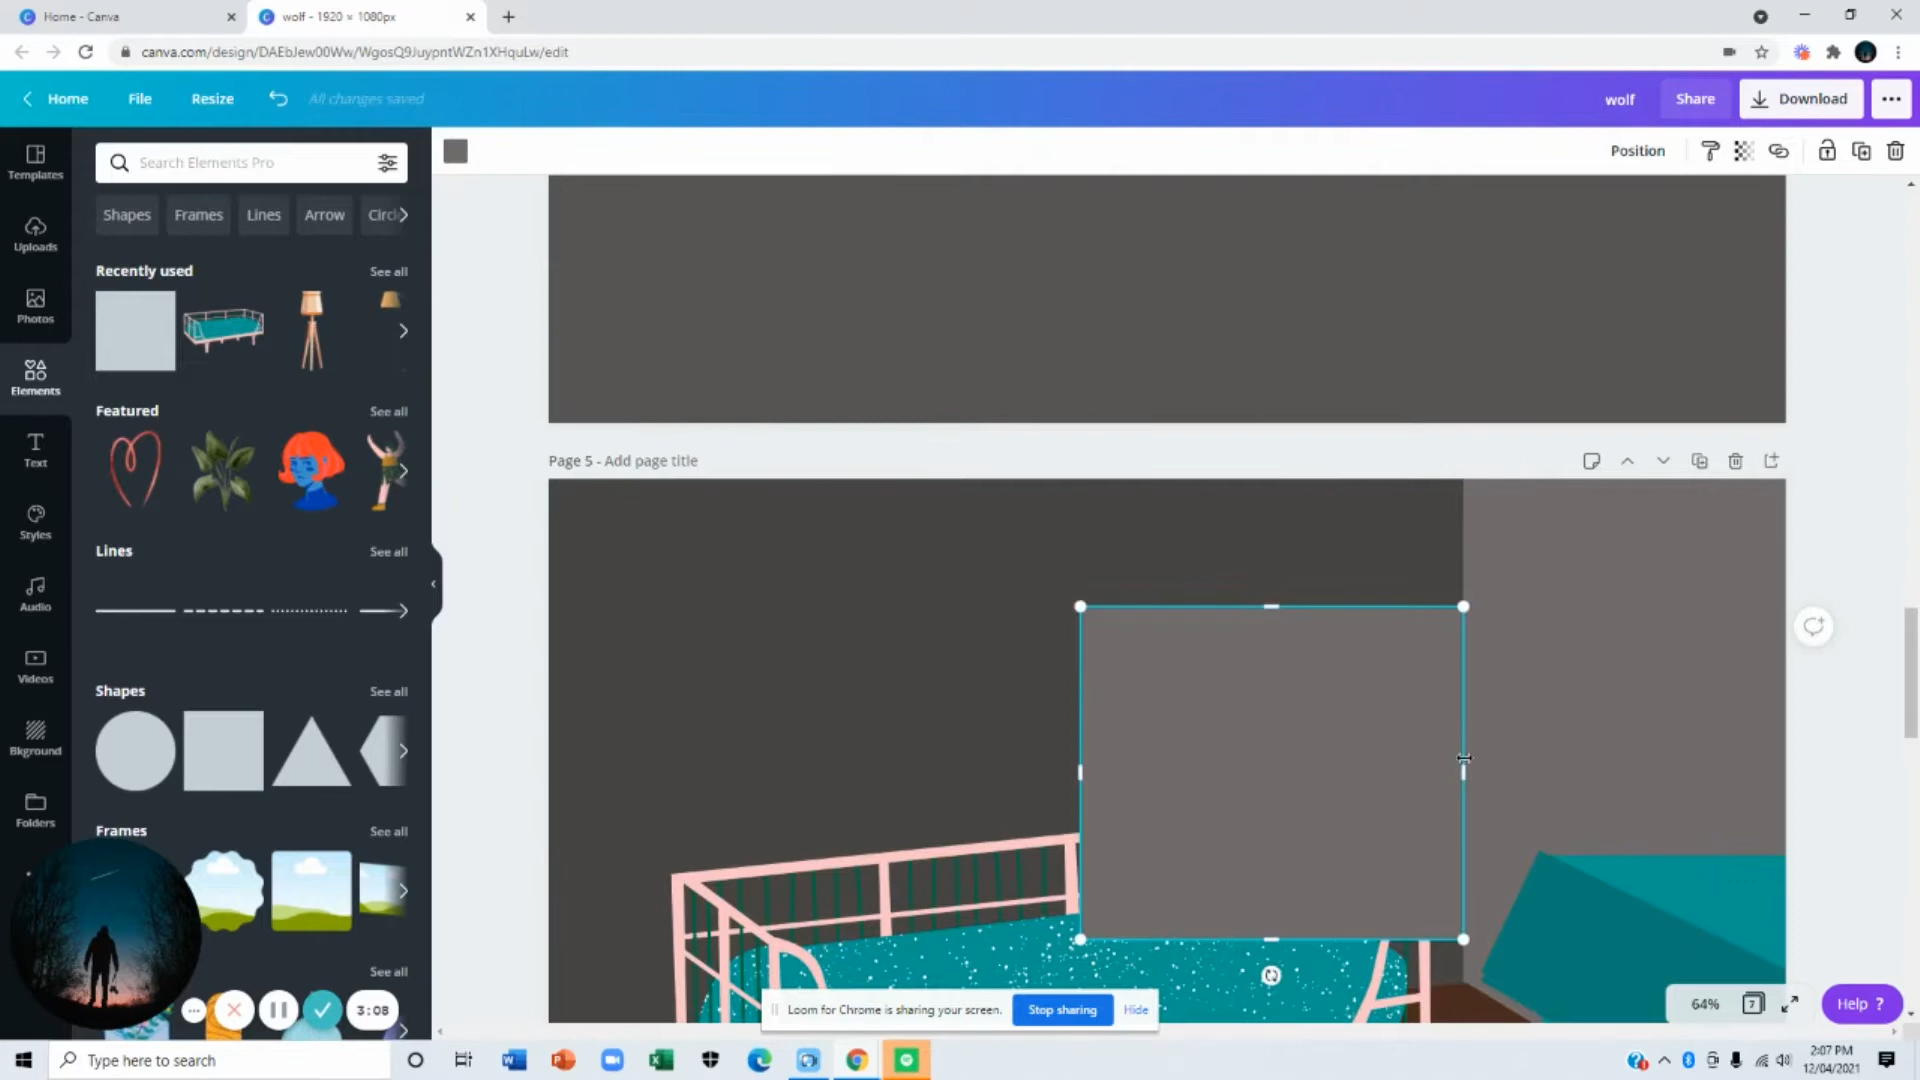 Home - Canva
wolf - 1920 × 1080px
canva.com/design/DAEbJew00Ww/WgosQ9JuypntWZn1XHquLw/edit
Home
File
Resize
All changes saved
wolf
Share
Download
Templates
Search Elements Pro
Position
Shapes
Frames
Lines
Arrow
Circ
Uploads
Recently used
See all
Photos
Elements
Featured
See all
Text
Page 5 - Add page title
Styles
Lines
See all
Audio
Videos
Shapes
See all
Bkground
Folders
Frames
See all
See all
3:08
Loom for Chrome is sharing your screen.
Stop sharing
Hide
64%
7
Help ?
Type here to search
2:07 PM
12/04/2021